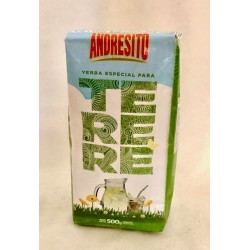 ANDRESITO
YERBA ESPECIAL PARA
TE
RE
RE
500g